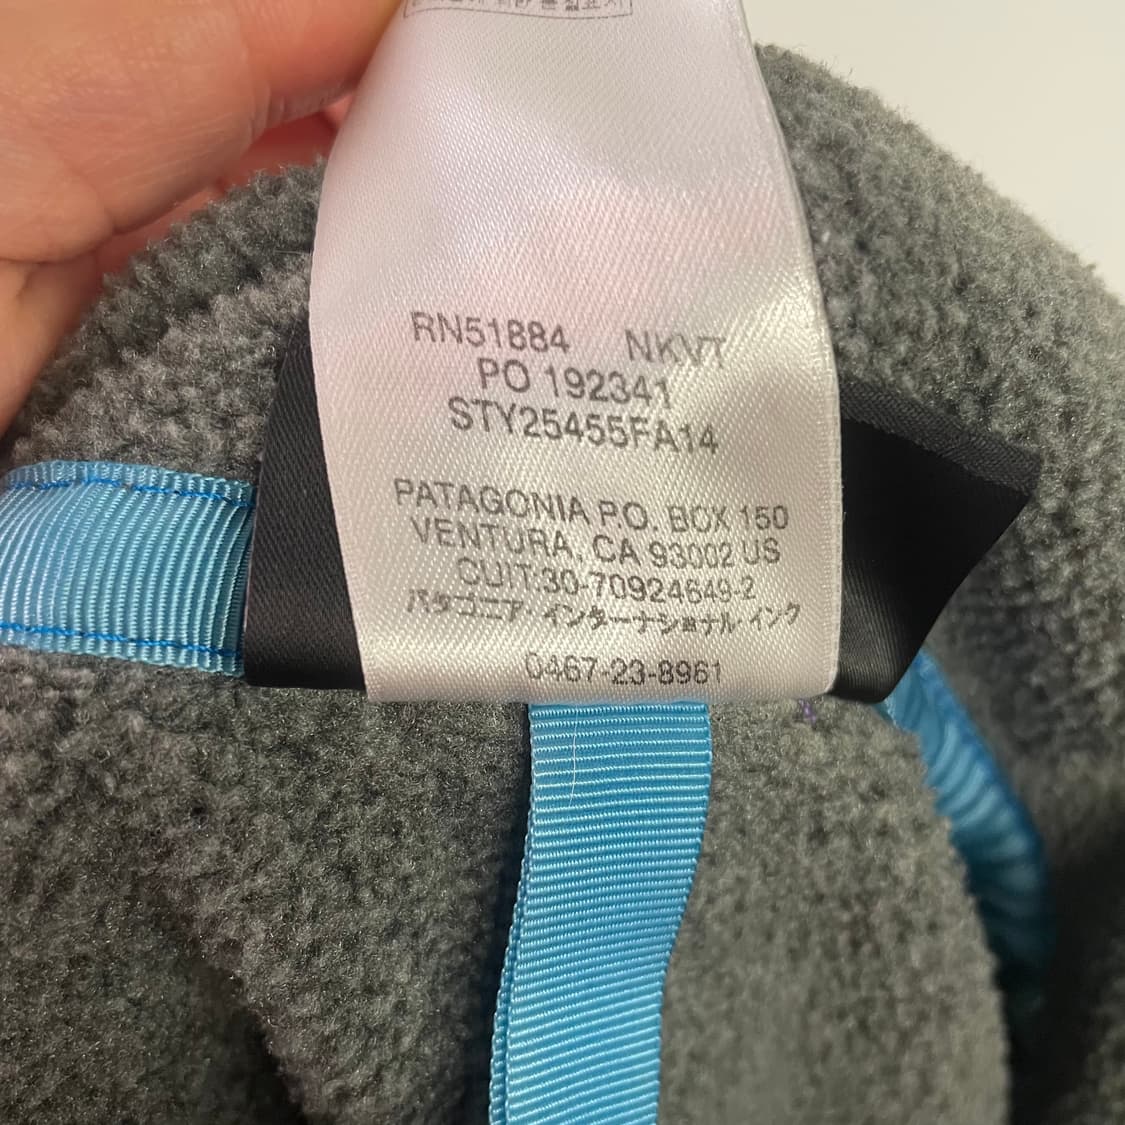 RN51884 NKVT
PO 192341
STY25455FA14
PATAGONIA P.O. BOX 150
VENTURA, CA 93002 US
CUIT:30-70924649-2
パタゴニア・インターナショナル・インク
0467-23-8961